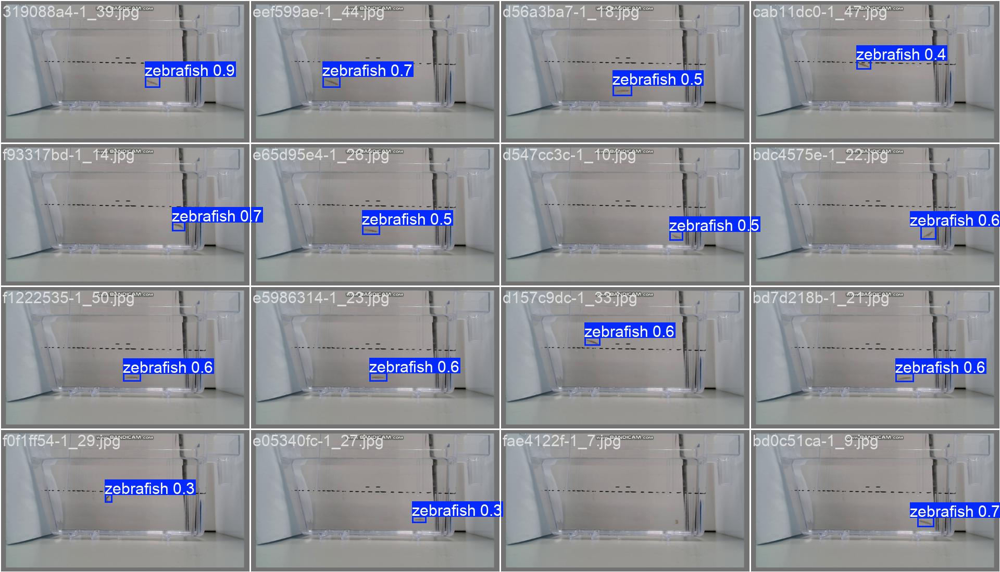 319088a4-1_39.jpg
www.BANDICAM.com
zebrafish 0.9
eef599ae-1_44.jpg
www.BANDICAM.com
zebrafish 0.7
d56a3ba7-1_18.jpg
www.BANDICAM.com
zebrafish 0.5
cab11dc0-1_47.jpg
www.BANDICAM.com
zebrafish 0.4
f93317bd-1_14.jpg
www.BANDICAM.com
zebrafish 0.7
e65d95e4-1_26.jpg
www.BANDICAM.com
zebrafish 0.5
d547cc3c-1_10.jpg
www.BANDICAM.com
zebrafish 0.5
bdc4575e-1_22.jpg
www.BANDICAM.com
zebrafish 0.6
f1222535-1_50.jpg
www.BANDICAM.com
zebrafish 0.6
e5986314-1_23.jpg
www.BANDICAM.com
zebrafish 0.6
d157c9dc-1_33.jpg
www.BANDICAM.com
zebrafish 0.6
bd7d218b-1_21.jpg
www.BANDICAM.com
zebrafish 0.6
f0f1ff54-1_29.jpg
www.BANDICAM.com
zebrafish 0.3
e05340fc-1_27.jpg
www.BANDICAM.com
zebrafish 0.3
fae4122f-1_7.jpg
www.BANDICAM.com
bd0c51ca-1_9.jpg
www.BANDICAM.com
zebrafish 0.7